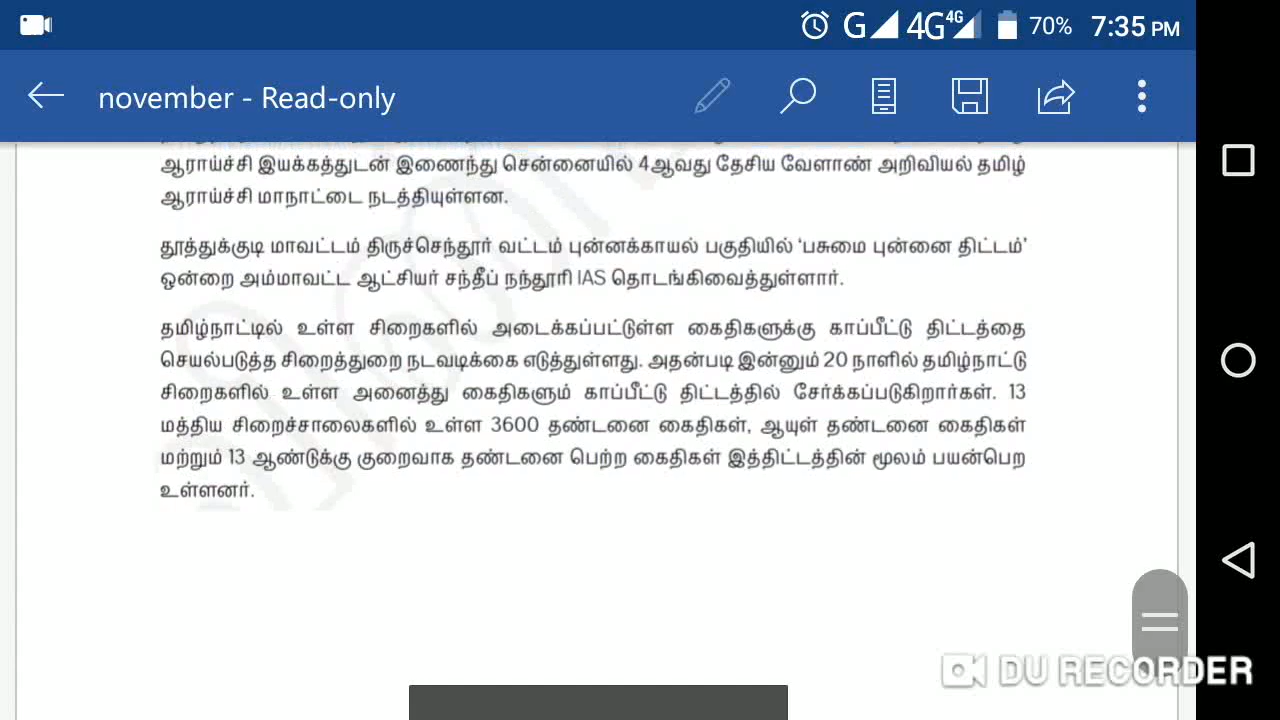 G 4G 4G 70% 7:35 PM
november - Read-only
ஆராய்ச்சி இயக்கத்துடன் இணைந்து சென்னையில் 4ஆவது தேசிய வேளாண் அறிவியல் தமிழ்
ஆராய்ச்சி மாநாட்டை நடத்தியுள்ளன.
தூத்துக்குடி மாவட்டம் திருச்செந்தூர் வட்டம் புன்னக்காயல் பகுதியில் ‘பசுமை புன்னை திட்டம்’
ஒன்றை அம்மாவட்ட ஆட்சியர் சந்தீப் நந்தூரி IAS தொடங்கிவைத்துள்ளார்.
தமிழ்நாட்டில் உள்ள சிறைகளில் அடைக்கப்பட்டுள்ள கைதிகளுக்கு காப்பீட்டு திட்டத்தை
செயல்படுத்த சிறைத்துறை நடவடிக்கை எடுத்துள்ளது. அதன்படி இன்னும் 20 நாளில் தமிழ்நாட்டு
சிறைகளில் உள்ள அனைத்து கைதிகளும் காப்பீட்டு திட்டத்தில் சேர்க்கப்படுகிறார்கள். 13
மத்திய சிறைச்சாலைகளில் உள்ள 3600 தண்டனை கைதிகள், ஆயுள் தண்டனை கைதிகள்
மற்றும் 13 ஆண்டுக்கு குறைவாக தண்டனை பெற்ற கைதிகள் இத்திட்டத்தின் மூலம் பயன்பெற
உள்ளனர்.
DU RECORDER